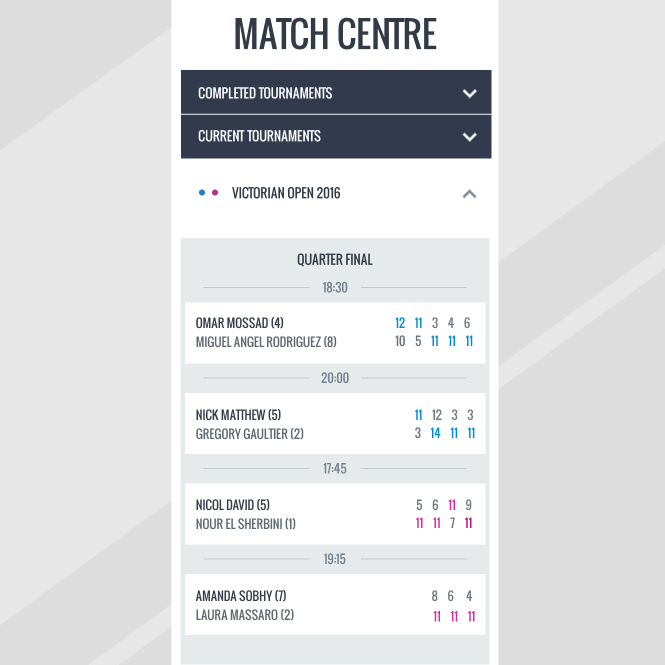 MATCH CENTRE
COMPLETED TOURNAMENTS
CURRENT TOURNAMENTS
VICTORIAN OPEN 2016
QUARTER FINAL
18:30
OMAR MOSSAD (4) 12 11 3 4 6
MIGUEL ANGEL RODRIGUEZ (8) 10 5 11 11 11
20:00
NICK MATTHEW (5) 11 12 3 3
GREGORY GAULTIER (2) 3 14 11 11
17:45
NICOL DAVID (5) 5 6 11 9
NOUR EL SHERBINI (1) 11 11 7 11
19:15
AMANDA SOBHY (7) 8 6 4
LAURA MASSARO (2) 11 11 11